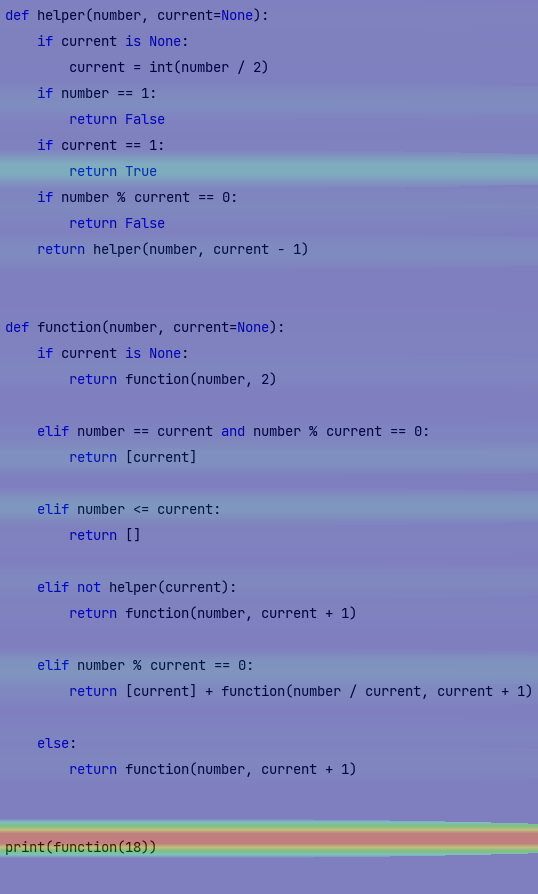 def helper(number, current=None):
    if current is None:
        current = int(number / 2)
    if number == 1:
        return False
    if current == 1:
        return True
    if number % current == 0:
        return False
    return helper(number, current - 1)
def function(number, current=None):
    if current is None:
        return function(number, 2)
    elif number == current and number % current == 0:
        return [current]
    elif number <= current:
        return []
    elif not helper(current):
        return function(number, current + 1)
    elif number % current == 0:
        return [current] + function(number / current, current + 1)
    else:
        return function(number, current + 1)
print(function(18))